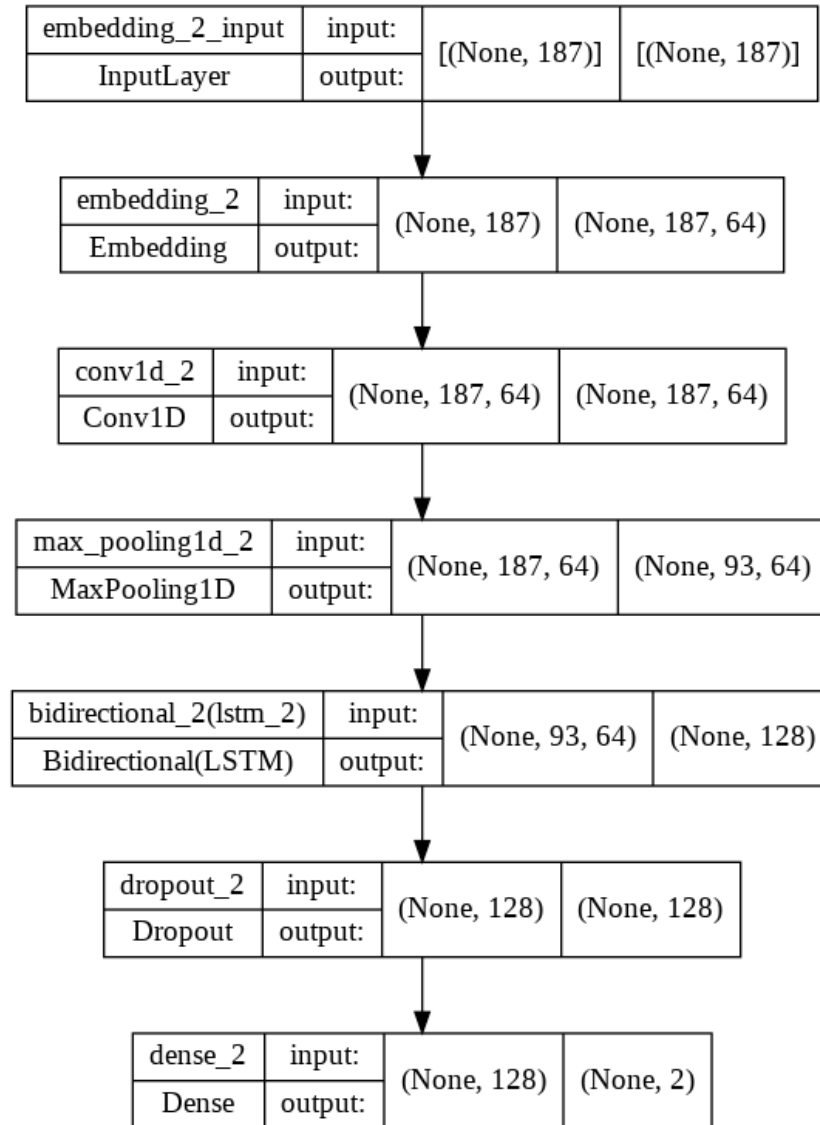 embedding_2_input input: [(None, 187)] [(None, 187)]
InputLayer output:
embedding_2 input: (None, 187) (None, 187, 64)
Embedding output:
conv1d_2 input: (None, 187, 64) (None, 187, 64)
Conv1D output:
max_pooling1d_2 input: (None, 187, 64) (None, 93, 64)
MaxPooling1D output:
bidirectional_2(lstm_2) input: (None, 93, 64) (None, 128)
Bidirectional(LSTM) output:
dropout_2 input: (None, 128) (None, 128)
Dropout output:
dense_2 input: (None, 128) (None, 2)
Dense output: